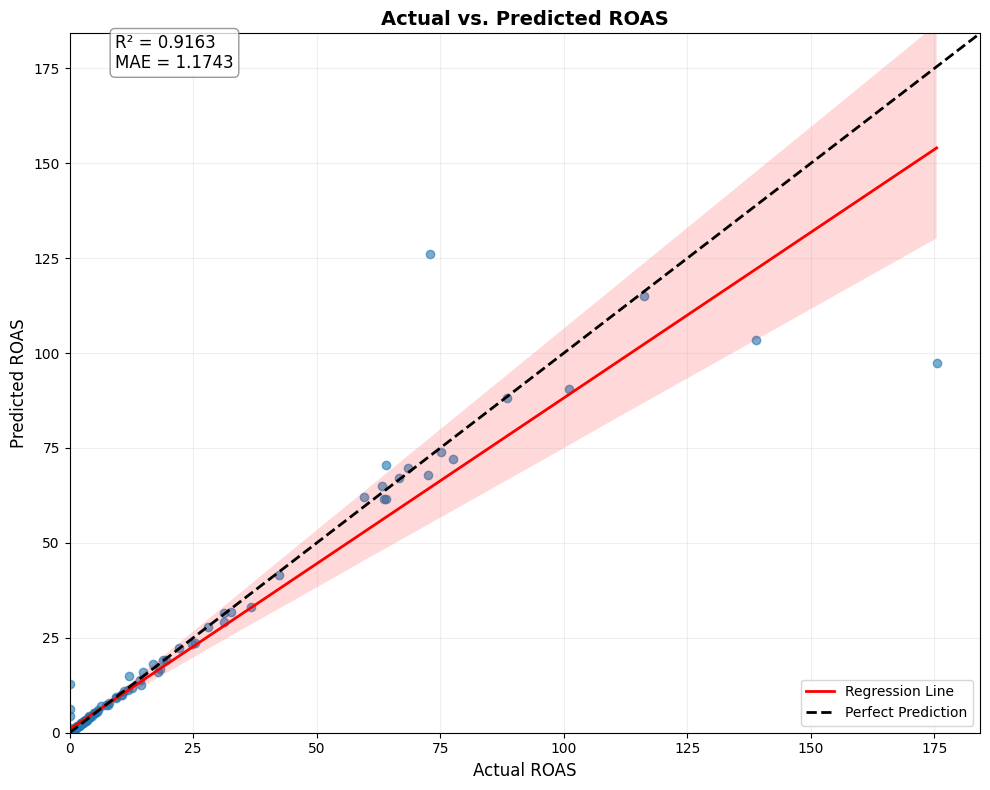 Actual vs. Predicted ROAS
R² = 0.9163
MAE = 1.1743
175
150
125
100
75
50
25
0
Predicted ROAS
0 25 50 75 100 125 150 175
Actual ROAS
Regression Line
Perfect Prediction